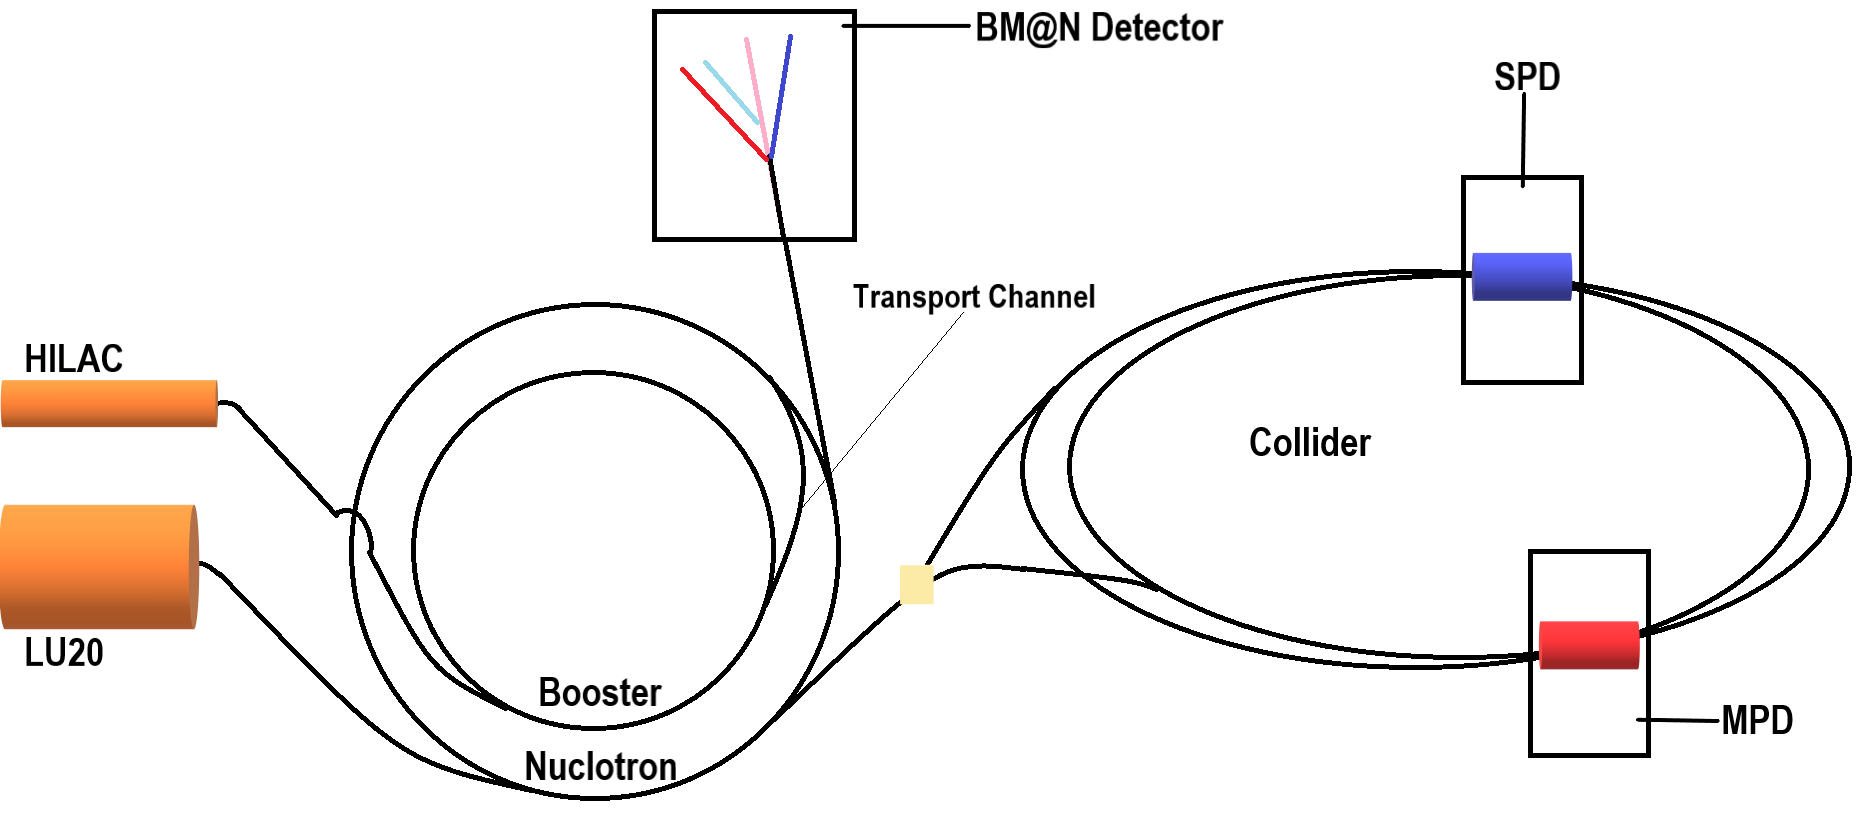 BM@N Detector
SPD
Transport Channel
HILAC
Collider
LU20
Booster
MPD
Nuclotron